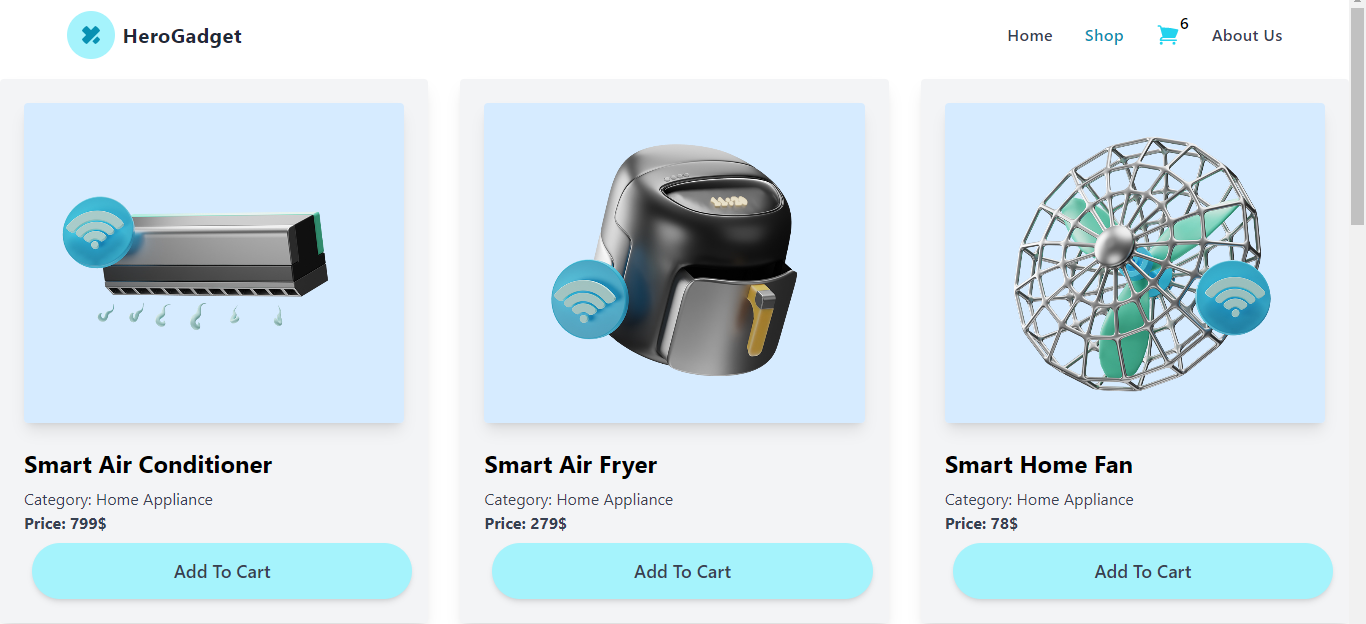 HeroGadget
Home
Shop
6
About Us
Smart Air Conditioner
Category: Home Appliance
Price: 799$
Add To Cart
Smart Air Fryer
Category: Home Appliance
Price: 279$
Add To Cart
Smart Home Fan
Category: Home Appliance
Price: 78$
Add To Cart